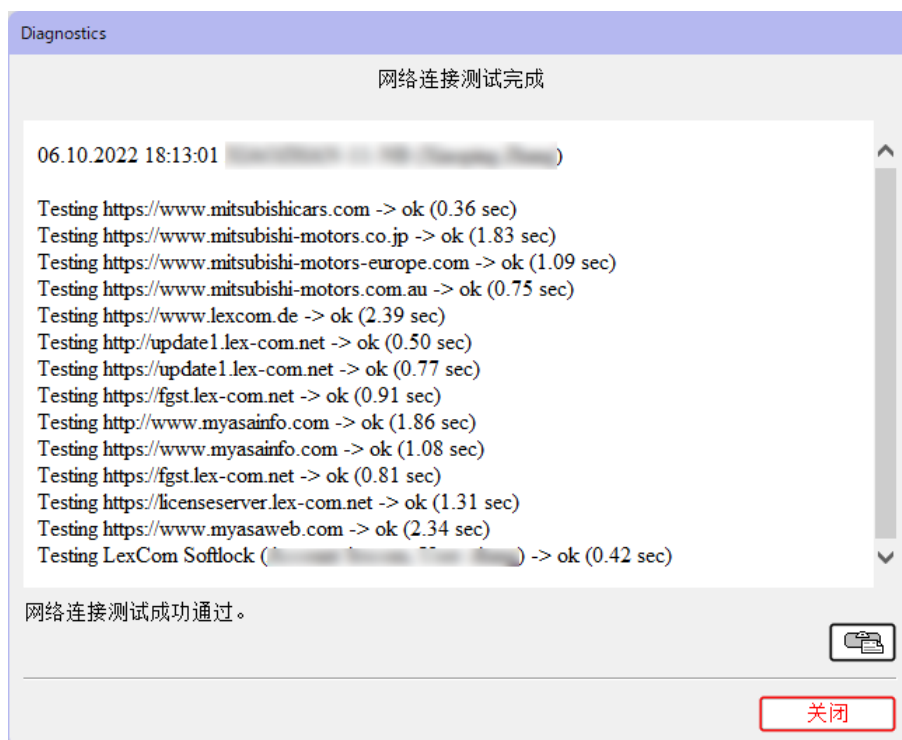 Diagnostics
网络连接测试完成
06.10.2022 18:13:01 )
Testing https://www.mitsubishicars.com -> ok (0.36 sec)
Testing https://www.mitsubishi-motors.co.jp -> ok (1.83 sec)
Testing https://www.mitsubishi-motors-europe.com -> ok (1.09 sec)
Testing https://www.mitsubishi-motors.com.au -> ok (0.75 sec)
Testing https://www.lexcom.de -> ok (2.39 sec)
Testing http://update1.lex-com.net -> ok (0.50 sec)
Testing https://update1.lex-com.net -> ok (0.77 sec)
Testing https://fgst.lex-com.net -> ok (0.91 sec)
Testing http://www.myasainfo.com -> ok (1.86 sec)
Testing https://www.myasainfo.com -> ok (1.08 sec)
Testing https://fgst.lex-com.net -> ok (0.81 sec)
Testing https://licenseserver.lex-com.net -> ok (1.31 sec)
Testing https://www.myasaweb.com -> ok (2.34 sec)
Testing LexCom Softlock ( ) -> ok (0.42 sec)
网络连接测试成功通过。
关闭